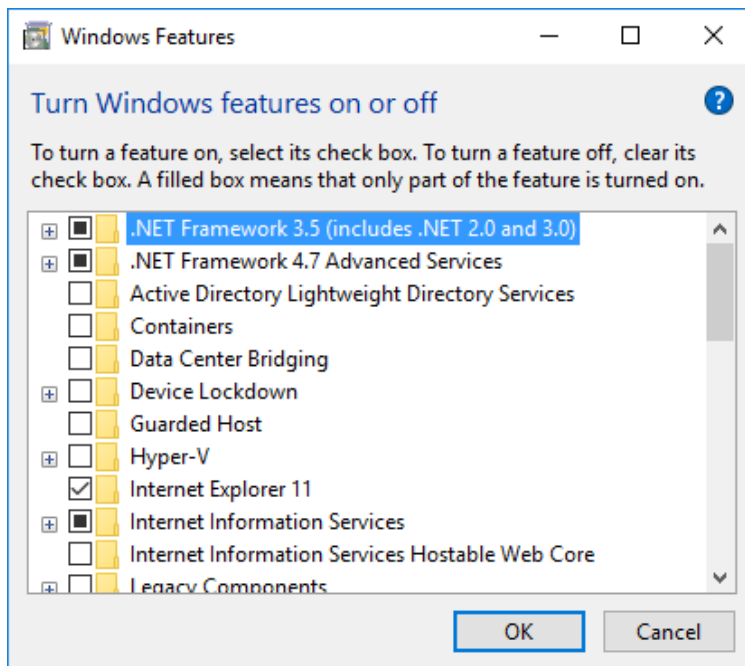 Windows Features
Turn Windows features on or off
?
To turn a feature on, select its check box. To turn a feature off, clear its
check box. A filled box means that only part of the feature is turned on.
.NET Framework 3.5 (includes .NET 2.0 and 3.0)
.NET Framework 4.7 Advanced Services
Active Directory Lightweight Directory Services
Containers
Data Center Bridging
Device Lockdown
Guarded Host
Hyper-V
Internet Explorer 11
Internet Information Services
Internet Information Services Hostable Web Core
Legacy Components
OK Cancel